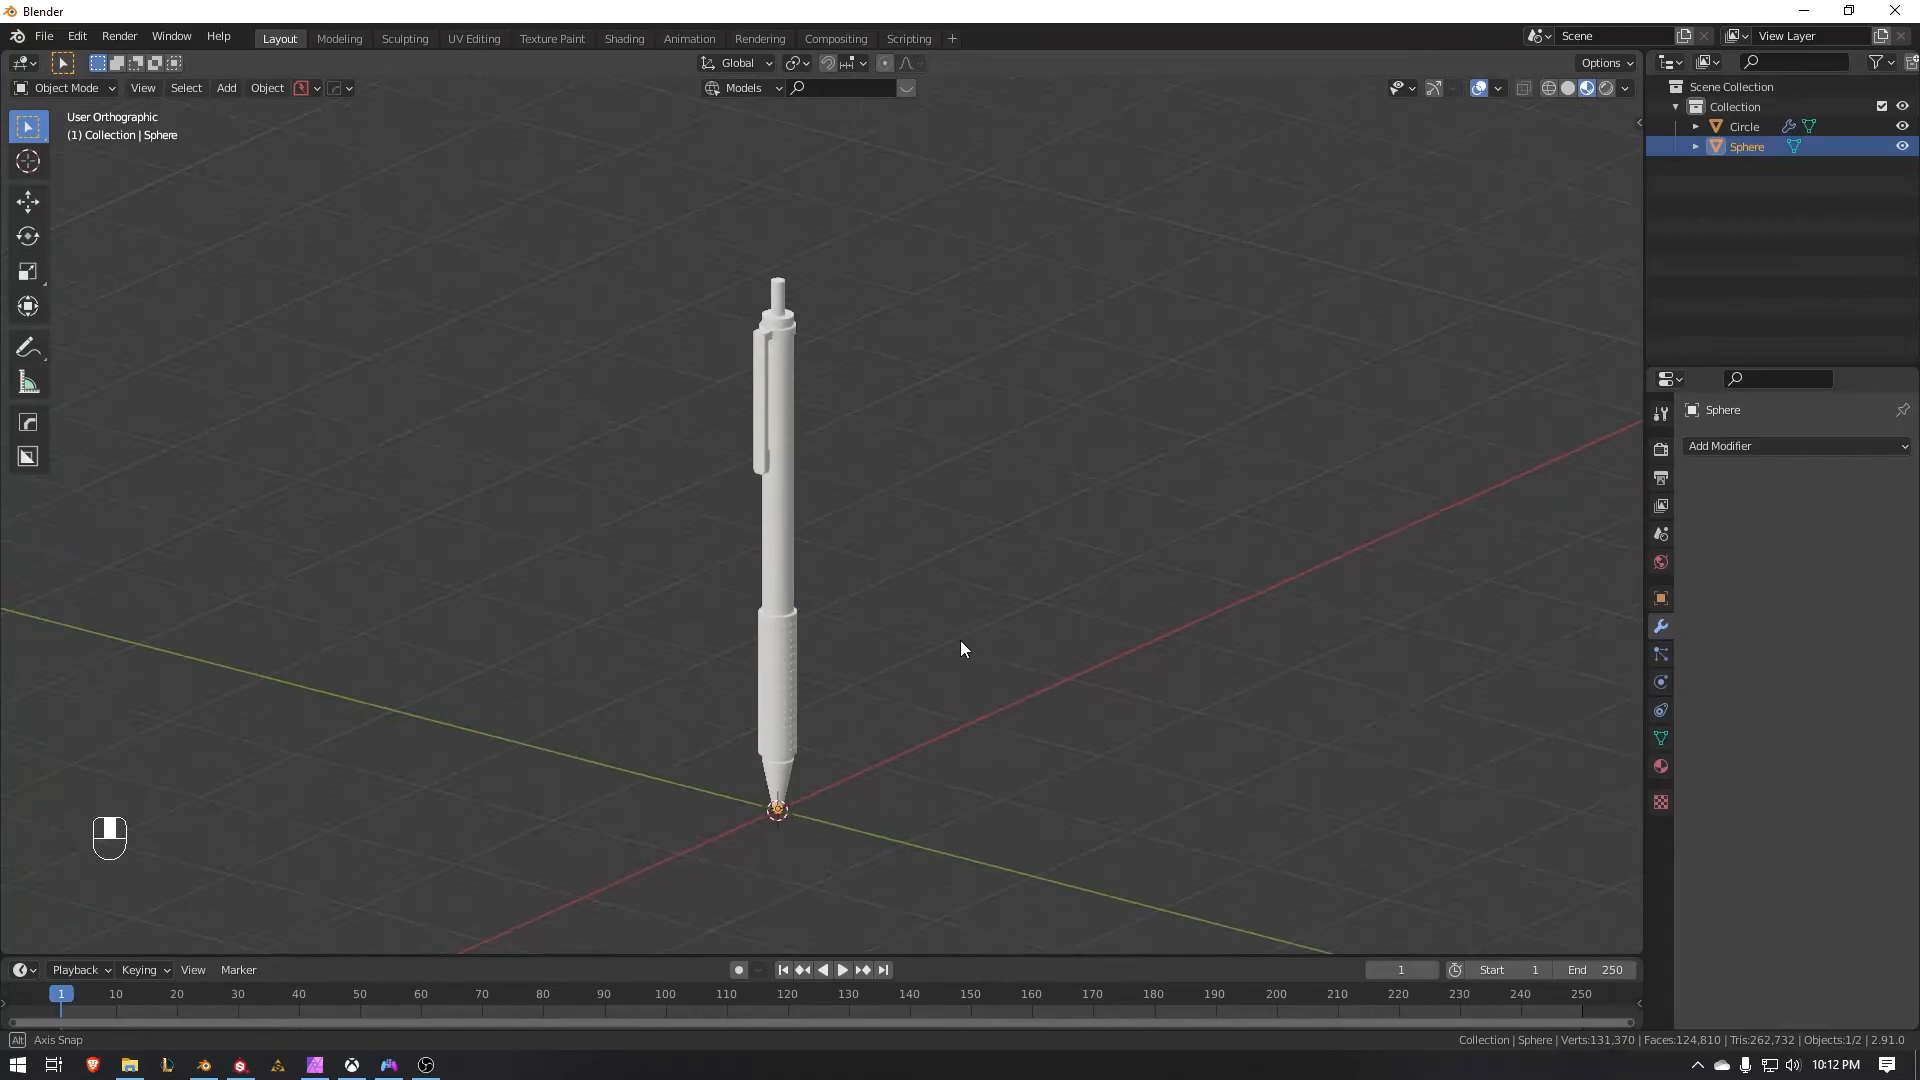 Blender
File Edit Render Window Help
Layout Modeling Sculpting UV Editing Texture Paint Shading Animation Rendering Compositing Scripting +
Scene
View Layer
Global
Options
Object Mode View Select Add Object
Models
User Orthographic
(1) Collection | Sphere
Scene Collection
Collection
Circle
Sphere
Sphere
Add Modifier
Playback Keying View Marker
1
Start 1
End 250
1 10 20 30 40 50 60 70 80 90 100 110 120 130 140 150 160 170 180 190 200 210 220 230 240 250
Alt Axis Snap
Collection | Sphere | Verts:131,370 | Faces:124,810 | Tris:262,732 | Objects:1/2 | 2.91.0
10:12 PM